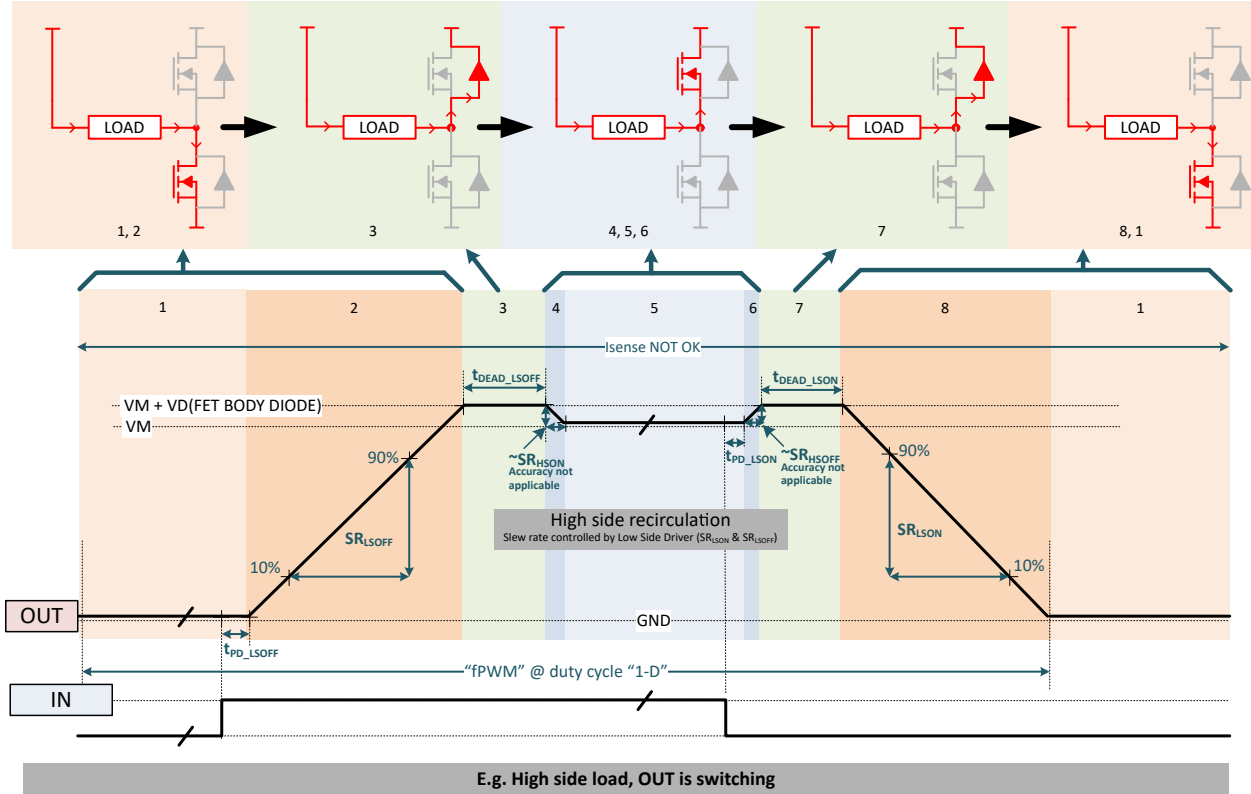 LOAD
LOAD
LOAD
LOAD
LOAD
1, 2
3
4, 5, 6
7
8, 1
1
2
3
4
5
6
7
8
1
Isense NOT OK
tDEAD_LSOFF
tDEAD_LSON
VM + VD(FET BODY DIODE)
VM
~SRHSON
Accuracy not
applicable
tPD_LSON
~SRHSOFF
Accuracy not
applicable
90%
90%
High side recirculation
Slew rate controlled by Low Side Driver (SRLSON & SRLSOFF)
SRLSOFF
SRLSON
10%
10%
OUT
GND
tPD_LSOFF
“fPWM” @ duty cycle “1-D”
IN
E.g. High side load, OUT is switching